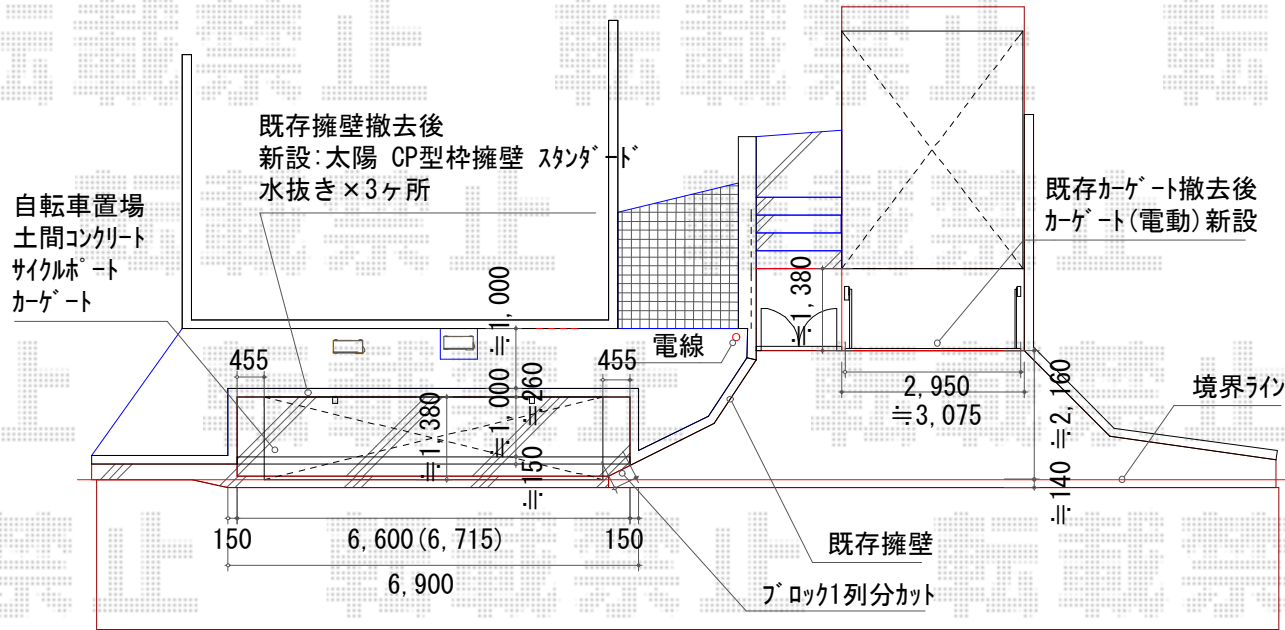 既存擁壁撤去後
新設:太陽 CP型枠擁壁 スタンダード
水抜き×3ヶ所
自転車置場
土間コンクリート
サイクルポート
カーゲート
既存カーゲート撤去後
カーゲート(電動)新設
≒1,000
≒1,380
電線
455
455
≒1,380
≒1,000
≒260
≒150
2,950
≒3,075
≒2,160
≒140
境界ライン
150
6,600(6,715)
150
6,900
既存擁壁
ブロック1列分カット
転載禁止